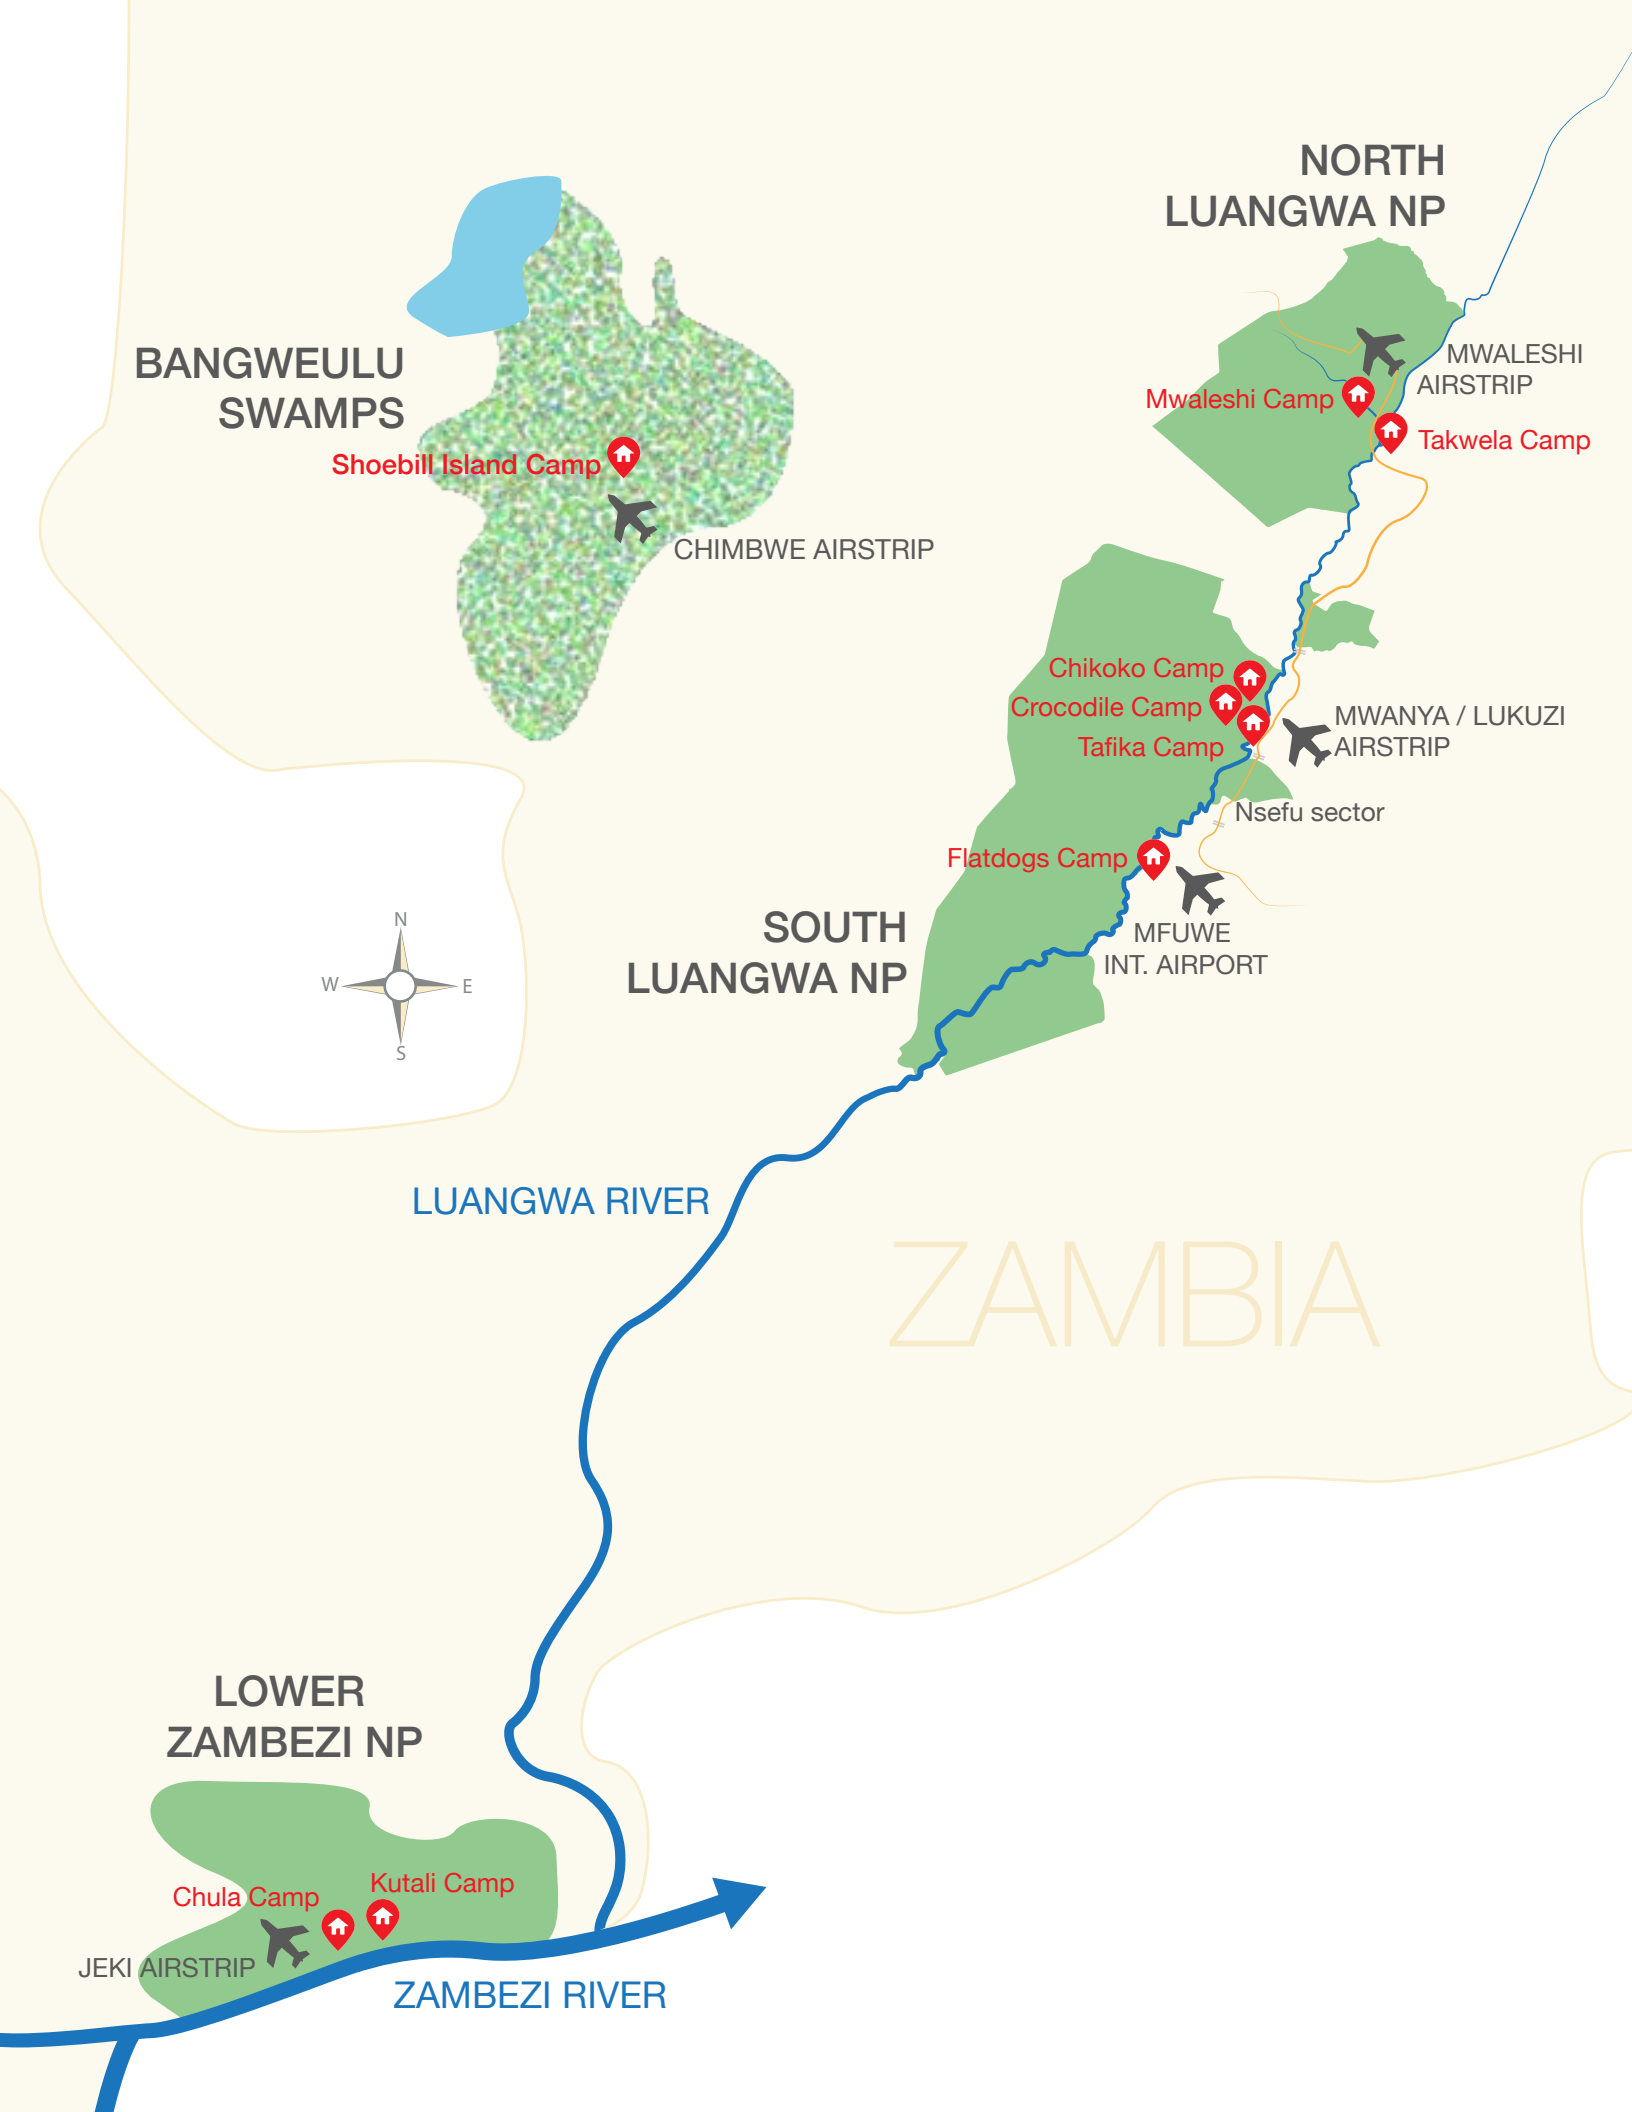 NORTH
LUANGWA NP
MWALESHI
AIRSTRIP
Mwaleshi Camp
Takwela Camp
BANGWEULU
SWAMPS
Shoebill Island Camp
CHIMBWE AIRSTRIP
Chikoko Camp
Crocodile Camp
Tafika Camp
MWANYA / LUKUZI
AIRSTRIP
Nsefu sector
Flatdogs Camp
SOUTH
LUANGWA NP
MFUWE
INT. AIRPORT
N
W
E
S
LUANGWA RIVER
ZAMBIA
LOWER
ZAMBEZI NP
Kutali Camp
Chula Camp
JEKI AIRSTRIP
ZAMBEZI RIVER